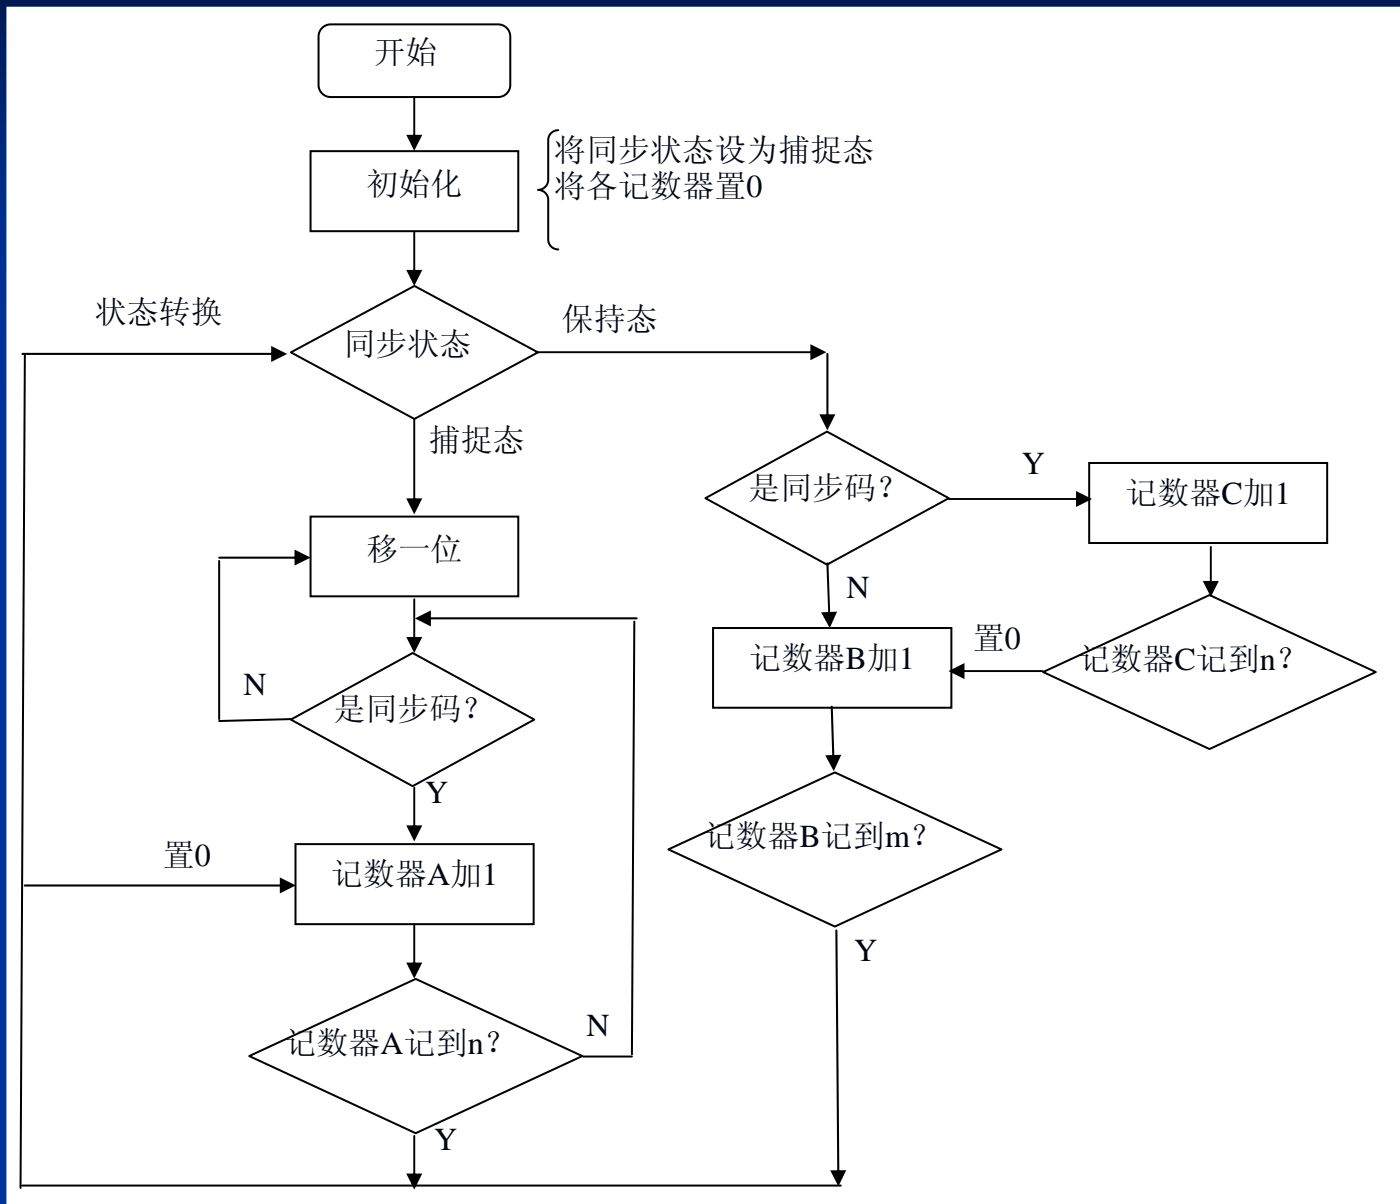 开始
初始化
将同步状态设为捕捉态
将各记数器置0
状态转换
同步状态
保持态
捕捉态
是同步码？
Y
记数器C加1
移一位
N
记数器B加1
置0
记数器C记到n？
N
是同步码？
Y
记数器B记到m？
置0
记数器A加1
Y
N
记数器A记到n？
Y